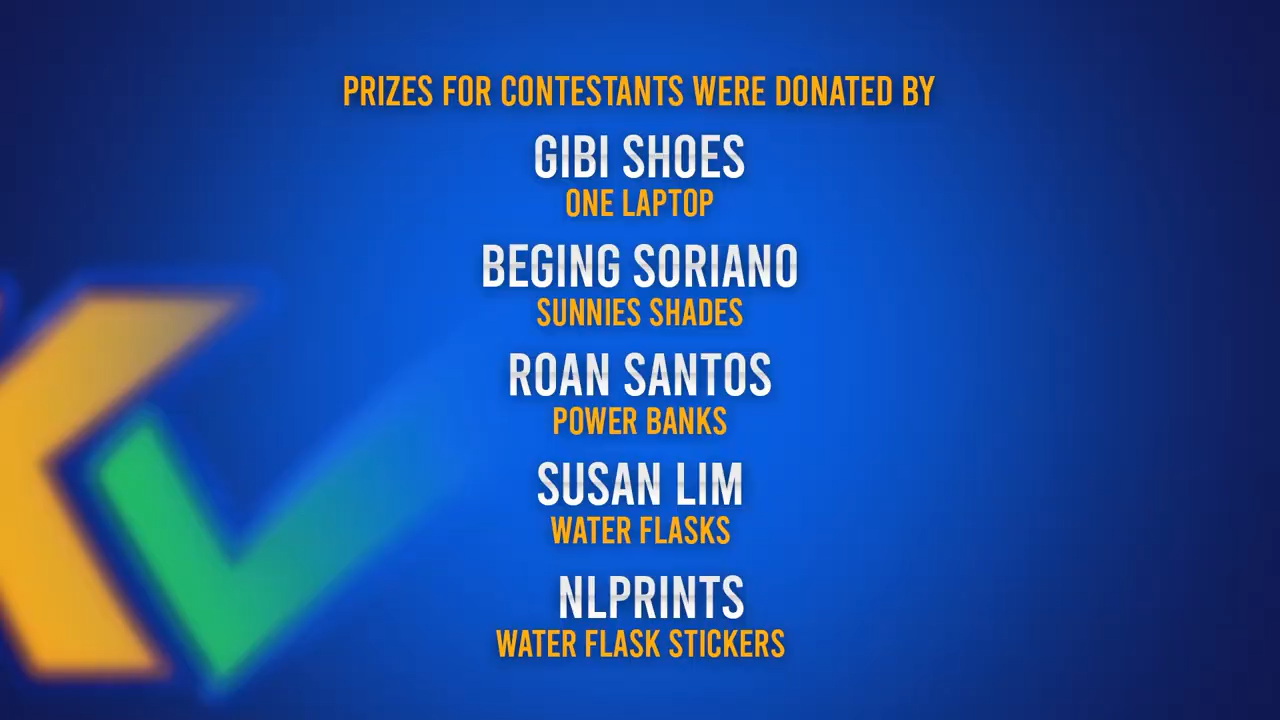 PRIZES FOR CONTESTANTS WERE DONATED BY
GIBI SHOES
ONE LAPTOP
BEGING SORIANO
SUNNIES SHADES
ROAN SANTOS
POWER BANKS
SUSAN LIM
WATER FLASKS
NLPRINTS
WATER FLASK STICKERS